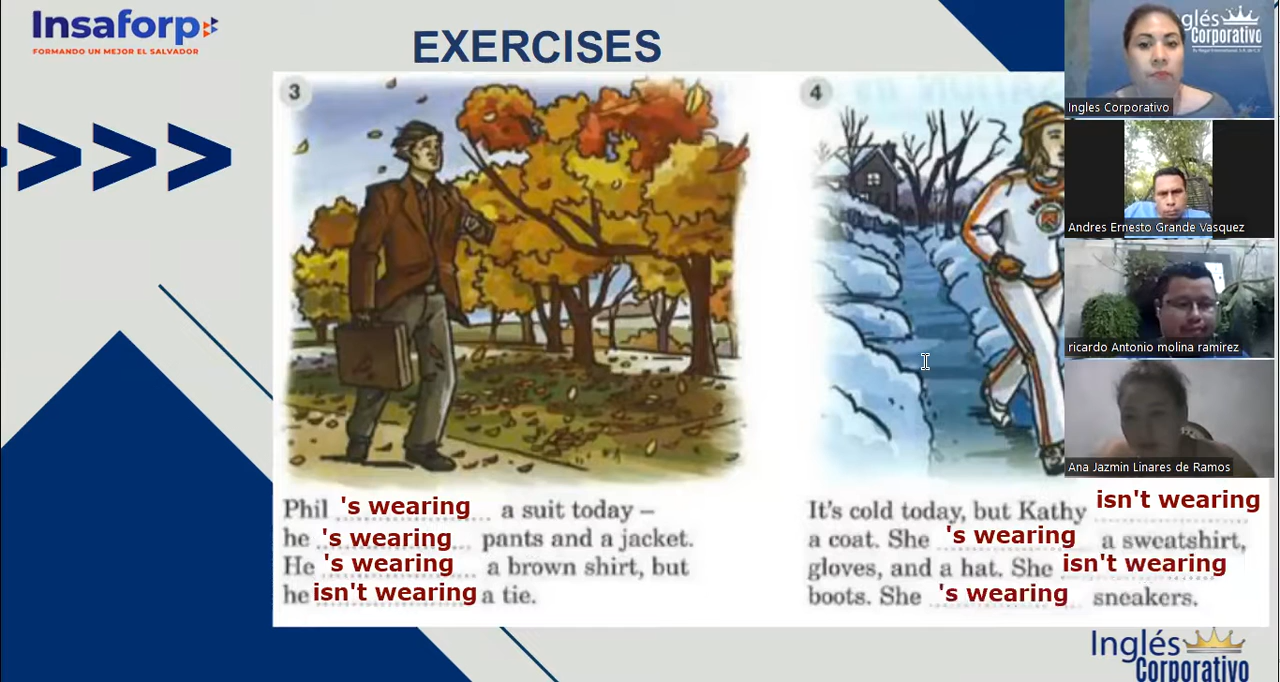 Insaforp
FORMANDO UN MEJOR EL SALVADOR
EXERCISES
3
Phil 's wearing a suit today –
he 's wearing pants and a jacket.
He 's wearing a brown shirt, but
he isn't wearing a tie.
4
It's cold today, but Kathy isn't wearing
a coat. She 's wearing a sweatshirt,
gloves, and a hat. She isn't wearing
boots. She 's wearing sneakers.
glés
Corporativo
Ingles Corporativo
Andres Ernesto Grande Vasquez
ricardo Antonio molina ramirez
Ana Jazmin Linares de Ramos
Inglés
Corporativo